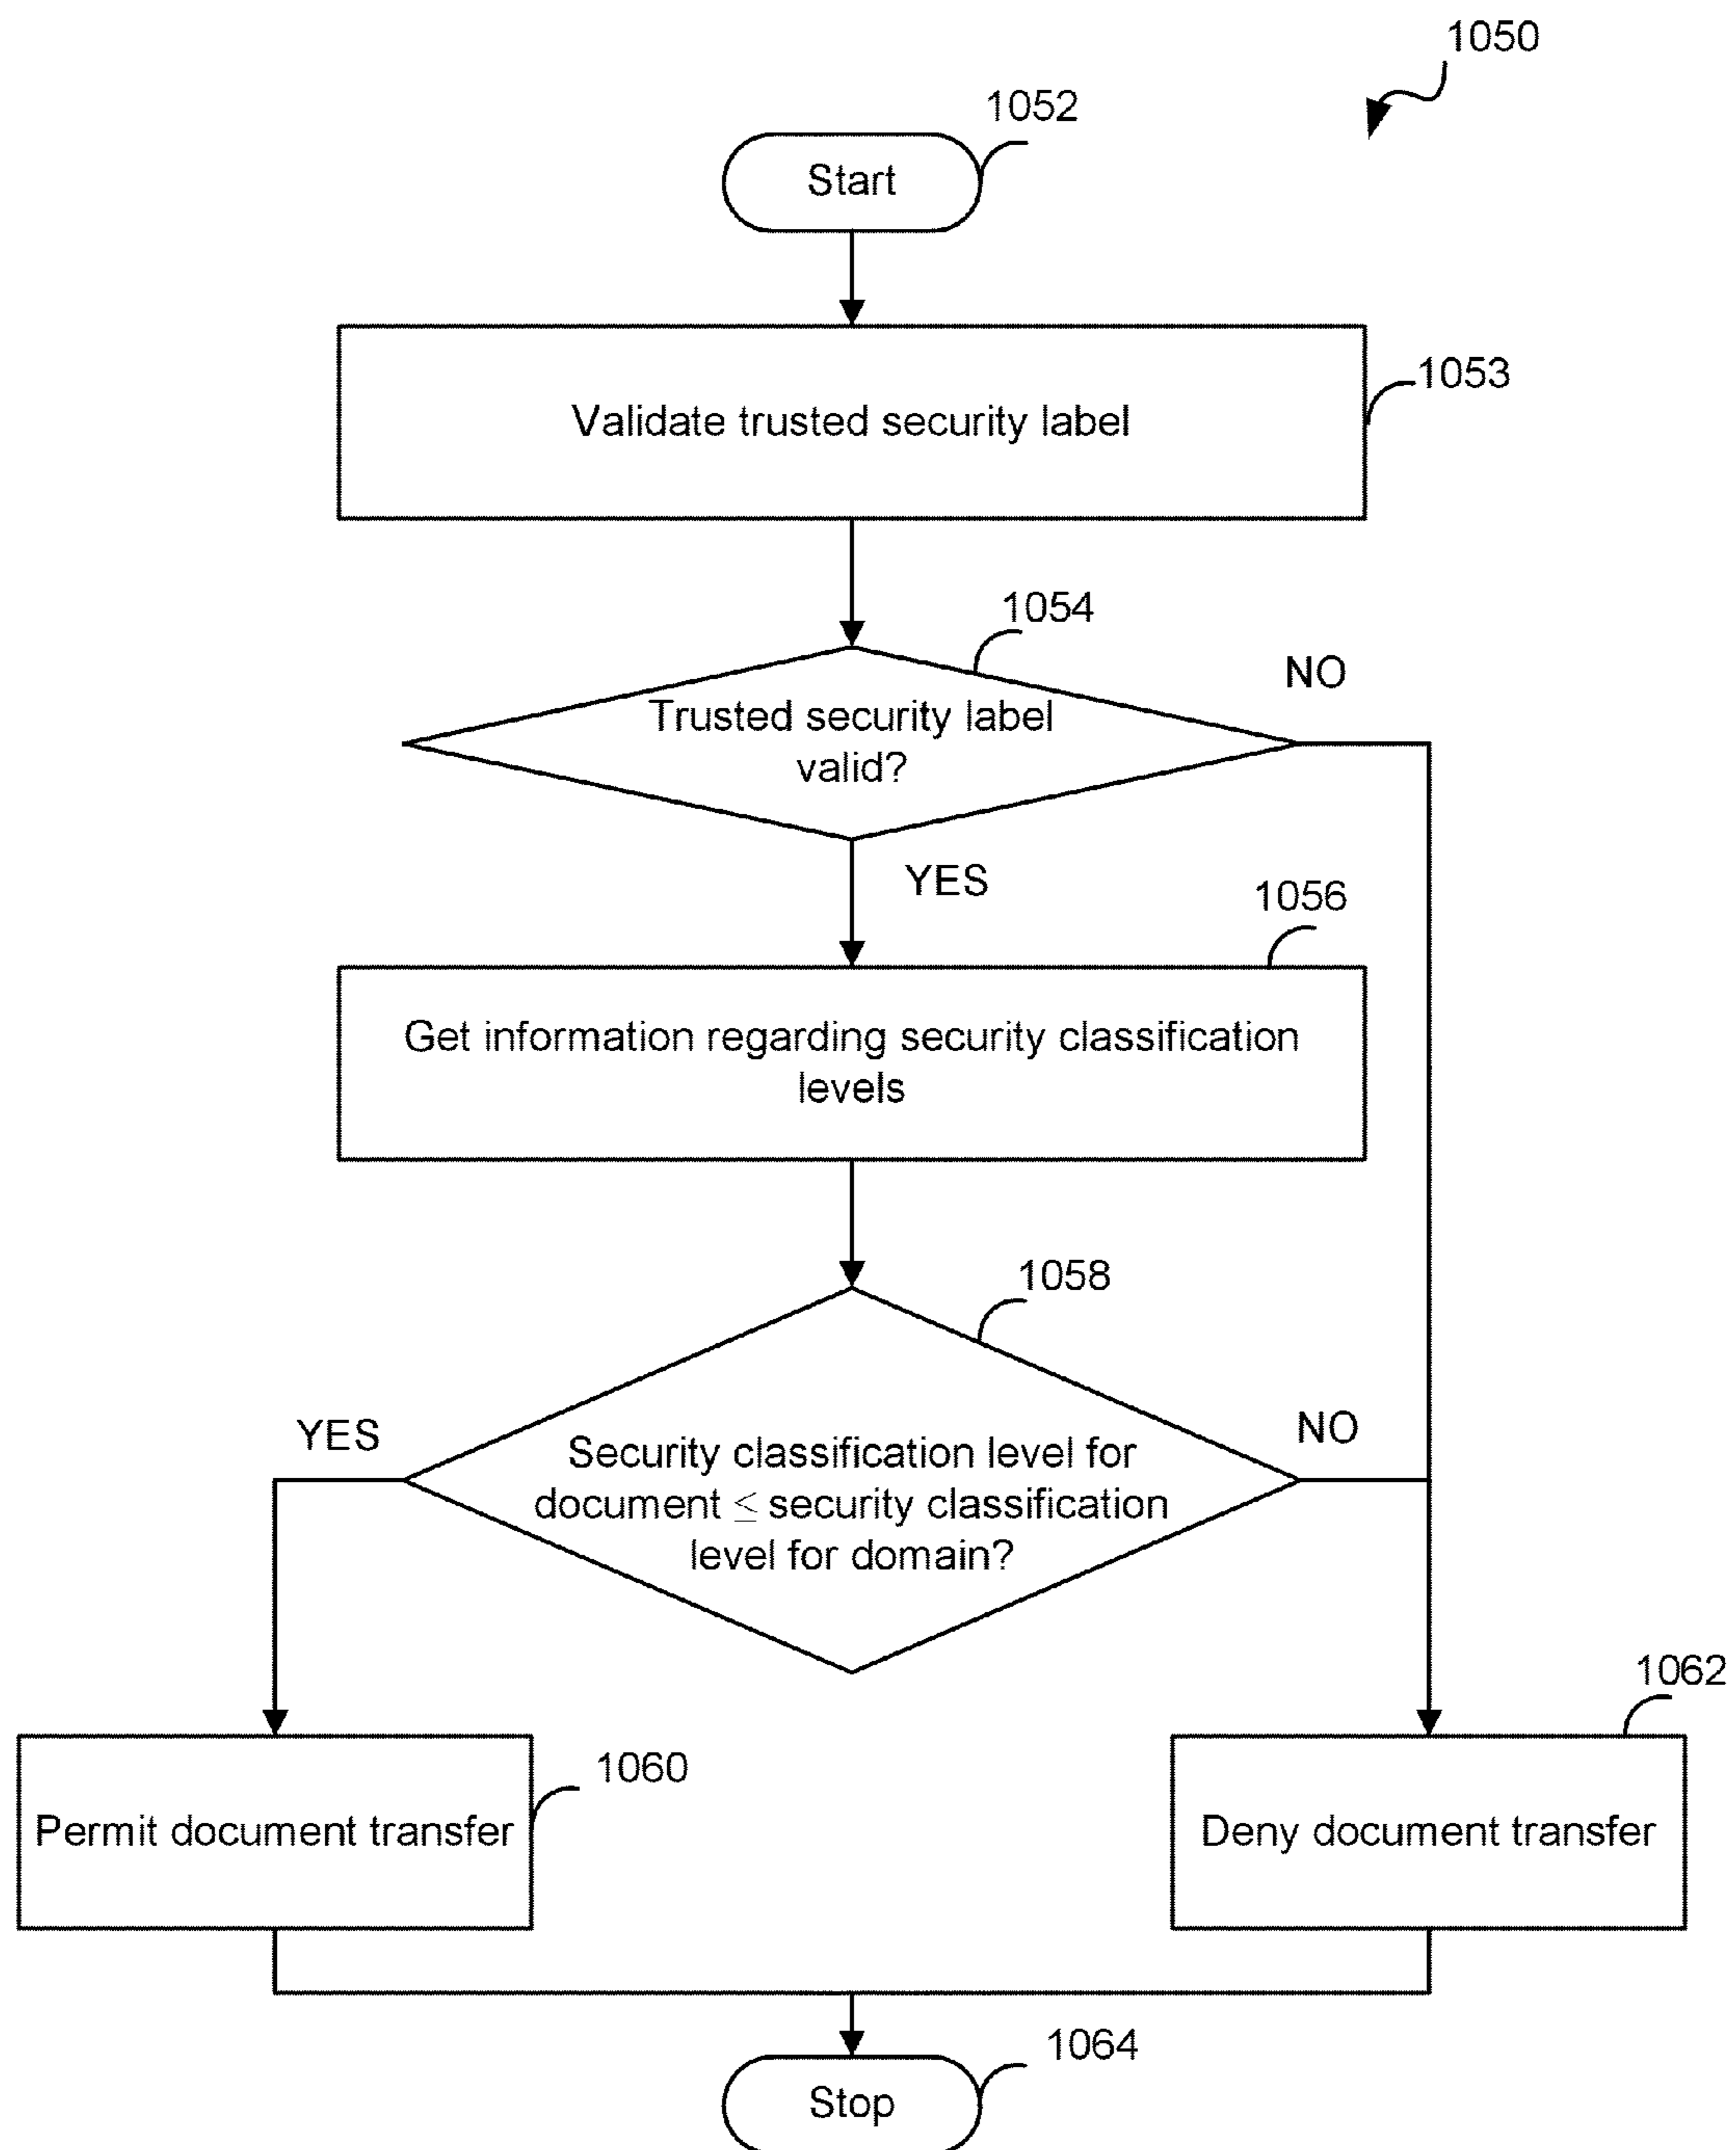 1050
1052
Start
1053
Validate trusted security label
1054
NO
Trusted security label
valid?
YES
1056
Get information regarding security classification
levels
1058
YES
NO
Security classification level for
document ≤ security classification
level for domain?
1062
1060
Permit document transfer
Deny document transfer
1064
Stop